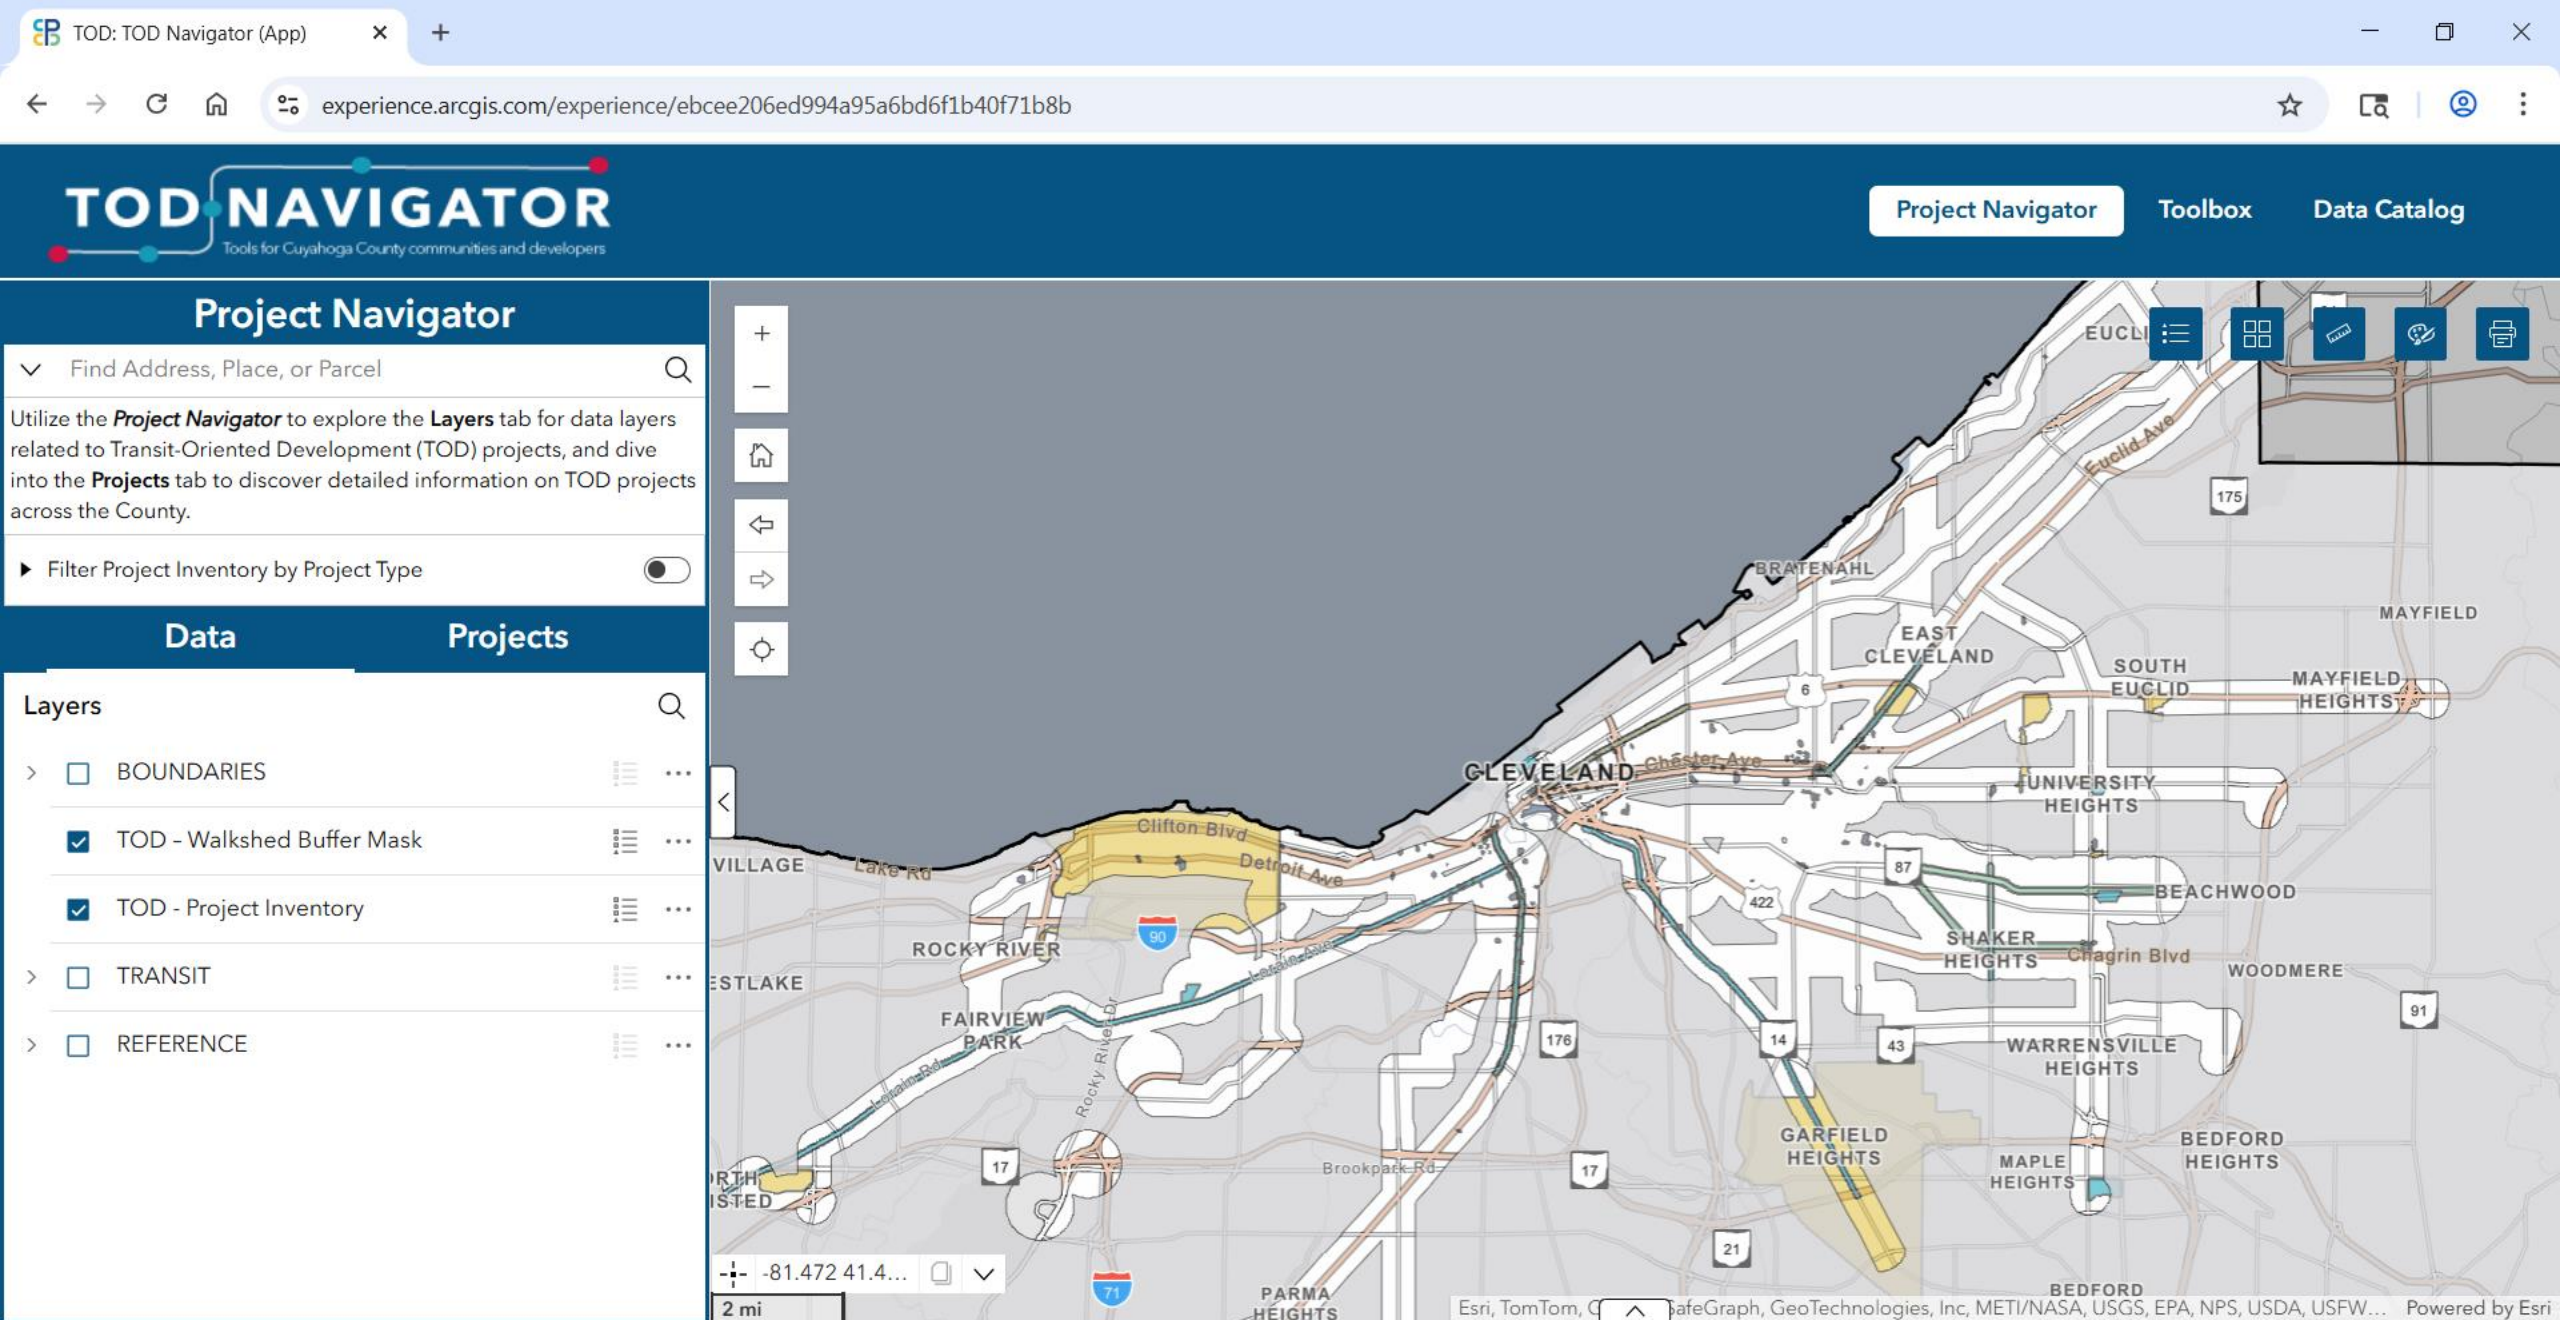 TOD: TOD Navigator (App)
experience.arcgis.com/experience/ebcee206ed994a95a6bd6f1b40f71b8b
TOD NAVIGATOR
Tools for Cuyahoga County communities and developers
Project Navigator
Toolbox
Data Catalog
Project Navigator
Find Address, Place, or Parcel
Utilize the Project Navigator to explore the Layers tab for data layers
related to Transit-Oriented Development (TOD) projects, and dive
into the Projects tab to discover detailed information on TOD projects
across the County.
Filter Project Inventory by Project Type
Data
Projects
Layers
BOUNDARIES
TOD - Walkshed Buffer Mask
TOD - Project Inventory
TRANSIT
REFERENCE
EUCLI
Euclid Ave
175
BRATENAHL
MAYFIELD
EAST
CLEVELAND
SOUTH
EUCLID
MAYFIELD
HEIGHTS
6
CLEVELAND
Chester Ave
UNIVERSITY
HEIGHTS
Clifton Blvd
Detroit Ave
VILLAGE
Lake Rd
87
BEACHWOOD
422
90
ROCKY RIVER
Lorain Ave
SHAKER
HEIGHTS
Chagrin Blvd
WOODMERE
ESTLAKE
91
FAIRVIEW
PARK
Rocky River Dr
176
14
43
WARRENSVILLE
HEIGHTS
Lorain Rd
GARFIELD
HEIGHTS
BEDFORD
HEIGHTS
MAPLE
HEIGHTS
17
Brookpark Rd
17
RTH
STED
21
-81.472 41.4...
71
PARMA
HEIGHTS
BEDFORD
2 mi
Esri, TomTom, SafeGraph, GeoTechnologies, Inc, METI/NASA, USGS, EPA, NPS, USDA, USFW...
Powered by Esri